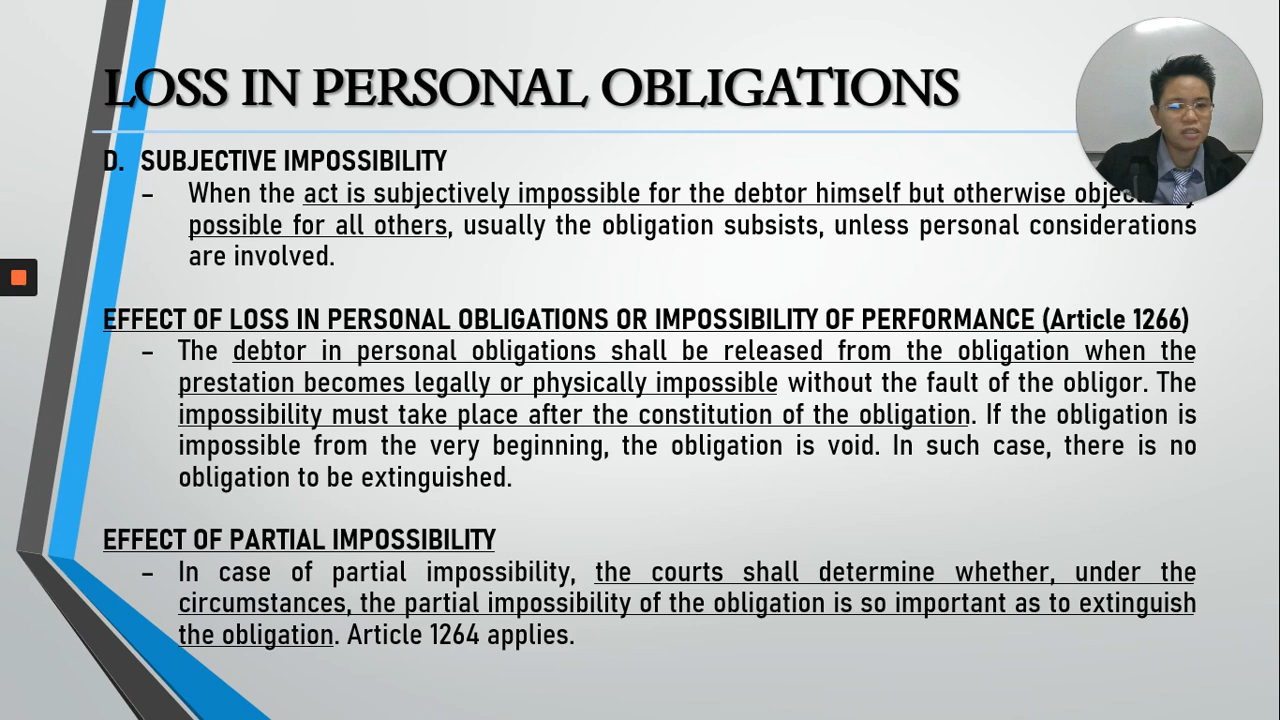 LOSS IN PERSONAL OBLIGATIONS
D. SUBJECTIVE IMPOSSIBILITY
– When the act is subjectively impossible for the debtor himself but otherwise
possible for all others, usually the obligation subsists, unless personal considerations
are involved.
EFFECT OF LOSS IN PERSONAL OBLIGATIONS OR IMPOSSIBILITY OF PERFORMANCE (Article 1266)
– The debtor in personal obligations shall be released from the obligation when the
prestation becomes legally or physically impossible without the fault of the obligor. The
impossibility must take place after the constitution of the obligation. If the obligation is
impossible from the very beginning, the obligation is void. In such case, there is no
obligation to be extinguished.
EFFECT OF PARTIAL IMPOSSIBILITY
– In case of partial impossibility, the courts shall determine whether, under the
circumstances, the partial impossibility of the obligation is so important as to extinguish
the obligation. Article 1264 applies.